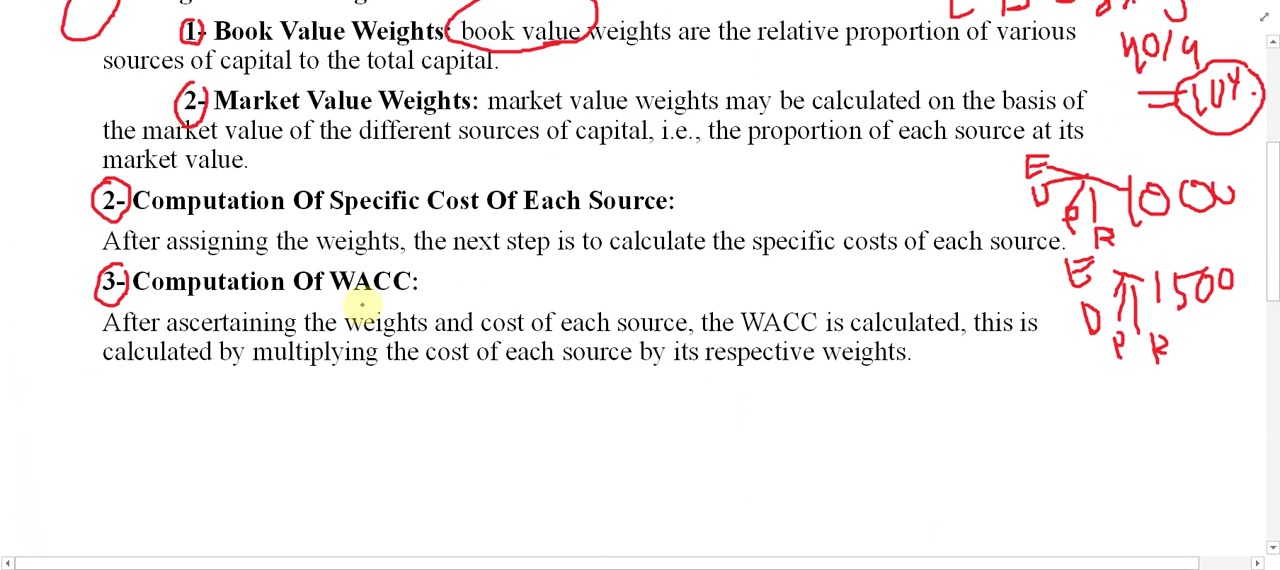 1- Book Value Weights: book value weights are the relative proportion of various
40/4
sources of capital to the total capital.
2- Market Value Weights: market value weights may be calculated on the basis of
= 10%.
the market value of the different sources of capital, i.e., the proportion of each source at its
market value.
E
2- Computation Of Specific Cost Of Each Source:
1000
P R
After assigning the weights, the next step is to calculate the specific costs of each source.
3- Computation Of WACC:
E 1500
After ascertaining the weights and cost of each source, the WACC is calculated, this is
D
calculated by multiplying the cost of each source by its respective weights.
P R